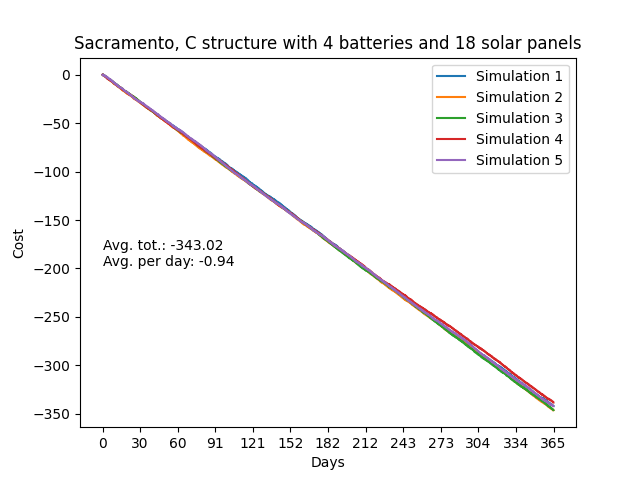 Sacramento, C structure with 4 batteries and 18 solar panels
Simulation 1
Simulation 2
Simulation 3
Simulation 4
Simulation 5
Avg. tot.: -343.02
Avg. per day: -0.94
Cost
0
−50
−100
−150
−200
−250
−300
−350
0 30 60 91 121 152 182 212 243 273 304 334 365
Days